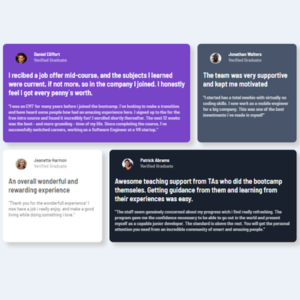 Daniel Clifford
Verified Graduate
I recibed a job offer mid-course, and the subjects I learned
were current, if not more, so in the company I joined. I honestly
feel I got every penny's worth.
"I was an EMT for many years before I joined the bootcamp. I've been looking to make a transition
and have heard some people who had an amazing experience here. I signed up to the for the
free intro course and found it incredibly fun! I enrolled shortly thereafter. The next 12 weeks
was the best - and most grueling - time of my life. Since completing the course, I've
successfully switched careers, working as a Software Engineer at a VR startup."
Jonathan Walters
Verified Graduate
The team was very supportive
and kept me motivated
"I started as a total newbie with virtually no
coding skills. I now work as a mobile engineer
for a big company. This was one of the best
investments I've made in myself"
Jeanette Harmon
Verified Graduate
An overall wonderful and
rewarding experience
"Thank you for the wonderful experience! I
now have a job I really enjoy, and make a good
living while doing something I love."
Patrick Abrams
Verified Graduate
Awesome teaching support from TAs who did the bootcamp
themselves. Getting guidance from them and learning from
their experiences was easy.
"The staff seem genuinely concerned about my progress which I find really refreshing. The
program gave me the confidence necessary to be able to go out in the world and present
myself as a capable junior developer. The standard is above the rest. You will get the personal
attention you need from an incredible community of smart and amazing people."